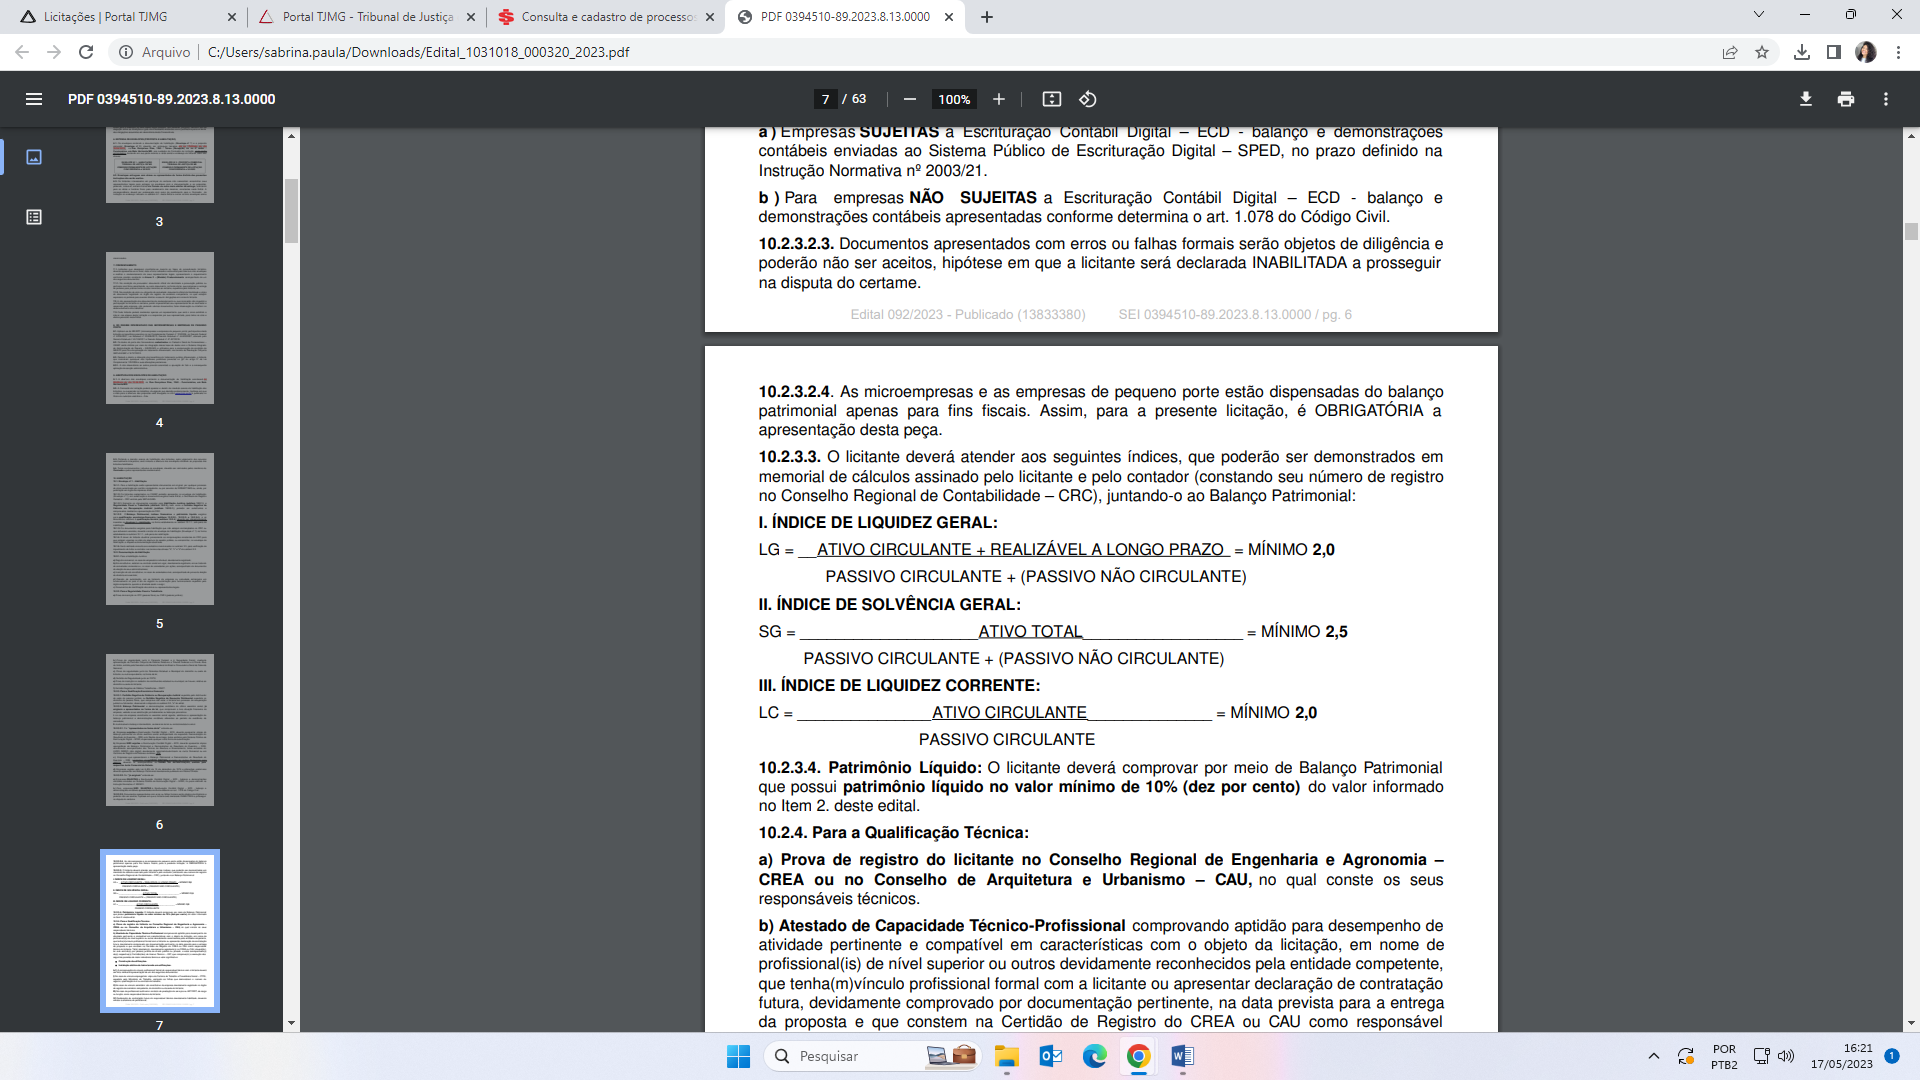 Licitações | Portal TJMG
Portal TJMG - Tribunal de Justiça
Consulta e cadastro de processos
PDF 0394510-89.2023.8.13.0000
Arquivo
C:/Users/sabrina.paula/Downloads/Edital_1031018_000320_2023.pdf
PDF 0394510-89.2023.8.13.0000
7 / 63
100%
3
4
5
6
7
a ) Empresas SUJEITAS a Escrituração Contábil Digital – ECD - balanço e demonstrações
contábeis enviadas ao Sistema Público de Escrituração Digital – SPED, no prazo definido na
Instrução Normativa nº 2003/21.
b ) Para empresas NÃO SUJEITAS a Escrituração Contábil Digital – ECD - balanço e
demonstrações contábeis apresentadas conforme determina o art. 1.078 do Código Civil.
10.2.3.2.3. Documentos apresentados com erros ou falhas formais serão objetos de diligência e
poderão não ser aceitos, hipótese em que a licitante será declarada INABILITADA a prosseguir
na disputa do certame.
Edital 092/2023 - Publicado (13833380) SEI 0394510-89.2023.8.13.0000 / pg. 6
10.2.3.2.4. As microempresas e as empresas de pequeno porte estão dispensadas do balanço
patrimonial apenas para fins fiscais. Assim, para a presente licitação, é OBRIGATÓRIA a
apresentação desta peça.
10.2.3.3. O licitante deverá atender aos seguintes índices, que poderão ser demonstrados em
memorial de cálculos assinado pelo licitante e pelo contador (constando seu número de registro
no Conselho Regional de Contabilidade – CRC), juntando-o ao Balanço Patrimonial:
I. ÍNDICE DE LIQUIDEZ GERAL:
LG = __ATIVO CIRCULANTE + REALIZÁVEL A LONGO PRAZO_ = MÍNIMO 2,0
PASSIVO CIRCULANTE + (PASSIVO NÃO CIRCULANTE)
II. ÍNDICE DE SOLVÊNCIA GERAL:
SG = ____________________ATIVO TOTAL__________________ = MÍNIMO 2,5
PASSIVO CIRCULANTE + (PASSIVO NÃO CIRCULANTE)
III. ÍNDICE DE LIQUIDEZ CORRENTE:
LC = _______________ATIVO CIRCULANTE______________ = MÍNIMO 2,0
PASSIVO CIRCULANTE
10.2.3.4. Patrimônio Líquido: O licitante deverá comprovar por meio de Balanço Patrimonial
que possui patrimônio líquido no valor mínimo de 10% (dez por cento) do valor informado
no Item 2. deste edital.
10.2.4. Para a Qualificação Técnica:
a) Prova de registro do licitante no Conselho Regional de Engenharia e Agronomia –
CREA ou no Conselho de Arquitetura e Urbanismo – CAU, no qual conste os seus
responsáveis técnicos.
b) Atestado de Capacidade Técnico-Profissional comprovando aptidão para desempenho de
atividade pertinente e compatível em características com o objeto da licitação, em nome de
profissional(is) de nível superior ou outros devidamente reconhecidos pela entidade competente,
que tenha(m)vínculo profissional formal com a licitante ou apresentar declaração de contratação
futura, devidamente comprovado por documentação pertinente, na data prevista para a entrega
da proposta e que constem na Certidão de Registro do CREA ou CAU como responsável
Pesquisar
POR
PTB2
16:21
17/05/2023
1